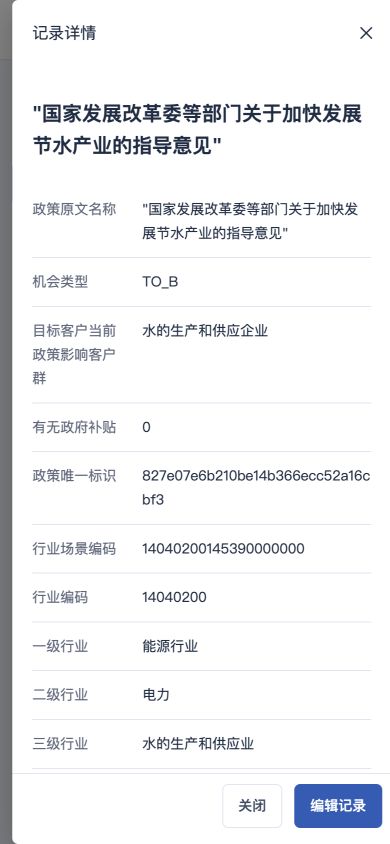 记录详情
"国家发展改革委等部门关于加快发展
节水产业的指导意见"
政策原文名称
"国家发展改革委等部门关于加快发
展节水产业的指导意见"
机会类型
TO_B
目标客户当前
政策影响客户
群
水的生产和供应企业
有无政府补贴
0
政策唯一标识
827e07e6b210be14b366ecc52a16c
bf3
行业场景编码
14040200145390000000
行业编码
14040200
一级行业
能源行业
二级行业
电力
三级行业
水的生产和供应业
关闭
编辑记录